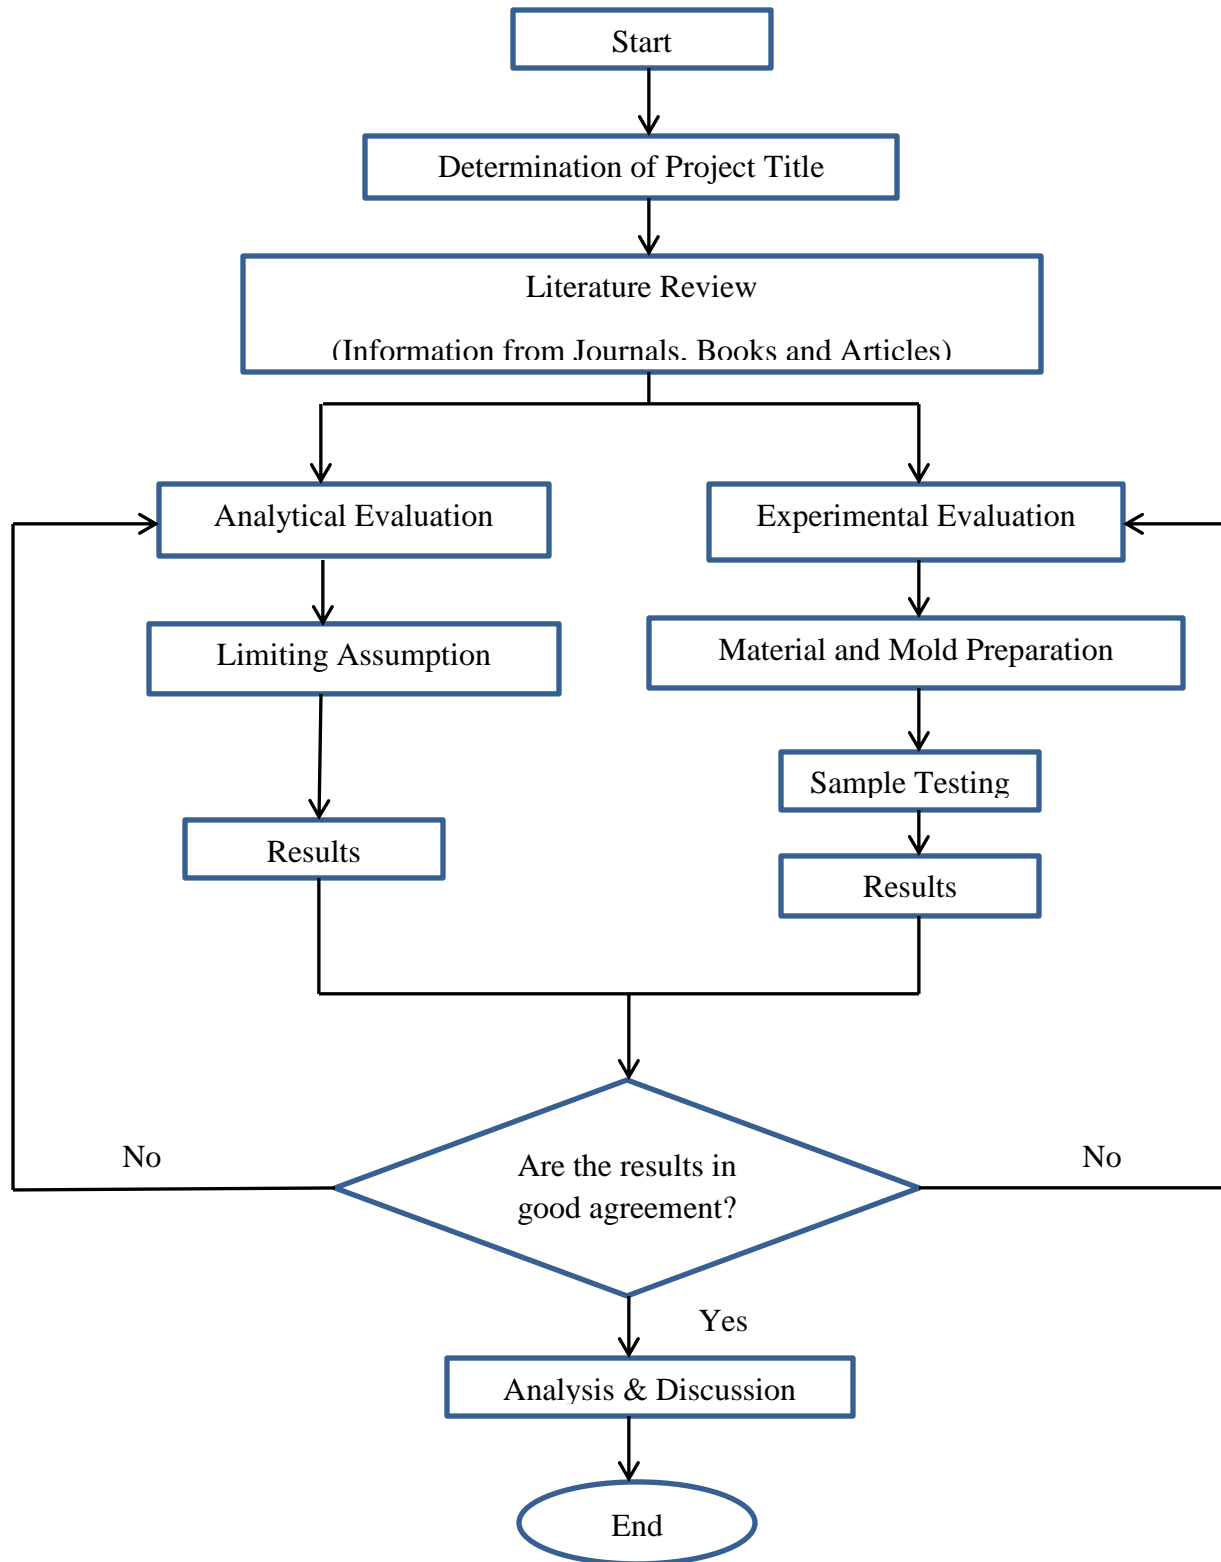 Start
Determination of Project Title
Literature Review
(Information from Journals, Books and Articles)
Analytical Evaluation
Experimental Evaluation
Limiting Assumption
Material and Mold Preparation
Sample Testing
Results
Results
No
Are the results in
good agreement?
No
Yes
Analysis & Discussion
End